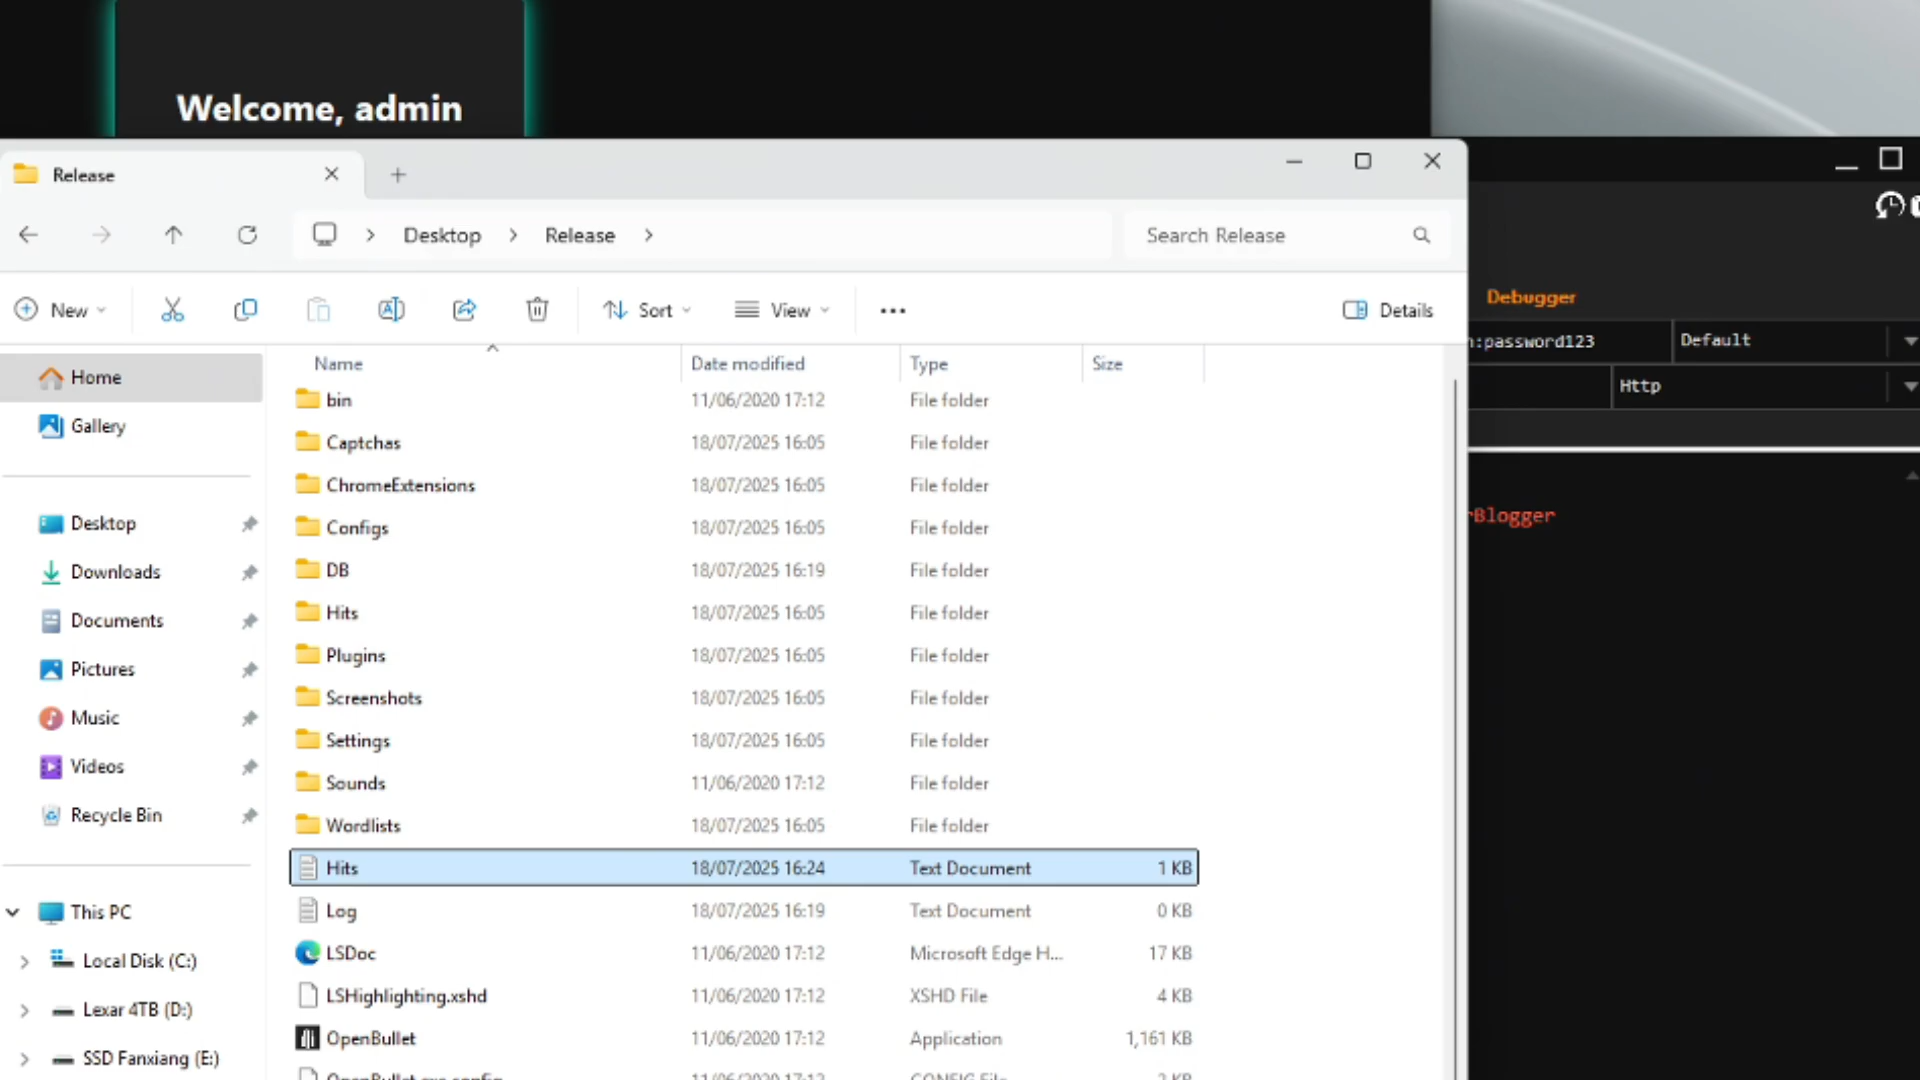 Welcome, admin
Release
Desktop
Release
Search Release
New
Sort
View
Details
Name
Date modified
Type
Size
Home
Gallery
Desktop
Downloads
Documents
Pictures
Music
Videos
Recycle Bin
This PC
Local Disk (C:)
Lexar 4TB (D:)
SSD Fanxiang (E:)
bin 11/06/2020 17:12 File folder
Captchas 18/07/2025 16:05 File folder
ChromeExtensions 18/07/2025 16:05 File folder
Configs 18/07/2025 16:05 File folder
DB 18/07/2025 16:19 File folder
Hits 18/07/2025 16:05 File folder
Plugins 18/07/2025 16:05 File folder
Screenshots 18/07/2025 16:05 File folder
Settings 18/07/2025 16:05 File folder
Sounds 11/06/2020 17:12 File folder
Wordlists 18/07/2025 16:05 File folder
Hits 18/07/2025 16:24 Text Document 1 KB
Log 18/07/2025 16:19 Text Document 0 KB
LSDoc 11/06/2020 17:12 Microsoft Edge H... 17 KB
LSHighlighting.xshd 11/06/2020 17:12 XSHD File 4 KB
OpenBullet 11/06/2020 17:12 Application 1,161 KB
Debugger
:password123
Default
Http
Blogger